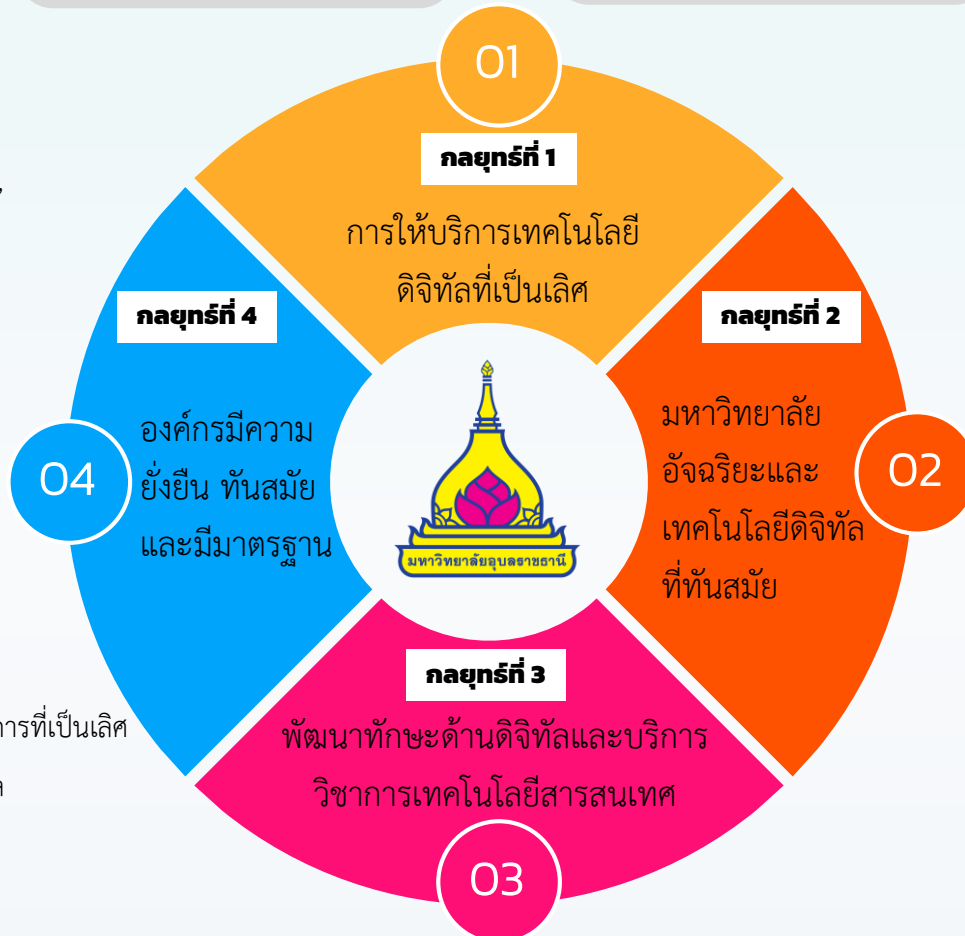 01
กลยุทธ์ที่ 1
การให้บริการเทคโนโลยี
ดิจิทัลที่เป็นเลิศ
กลยุทธ์ที่ 2
มหาวิทยาลัย
อัจฉริยะและ
เทคโนโลยีดิจิทัล
ที่ทันสมัย
02
กลยุทธ์ที่ 3
พัฒนาทักษะด้านดิจิทัลและบริการ
วิชาการเทคโนโลยีสารสนเทศ
03
กลยุทธ์ที่ 4
องค์กรมีความ
ยั่งยืน ทันสมัย
และมีมาตรฐาน
04
มหาวิทยาลัยอุบลราชธานี
การที่เป็นเลิศ